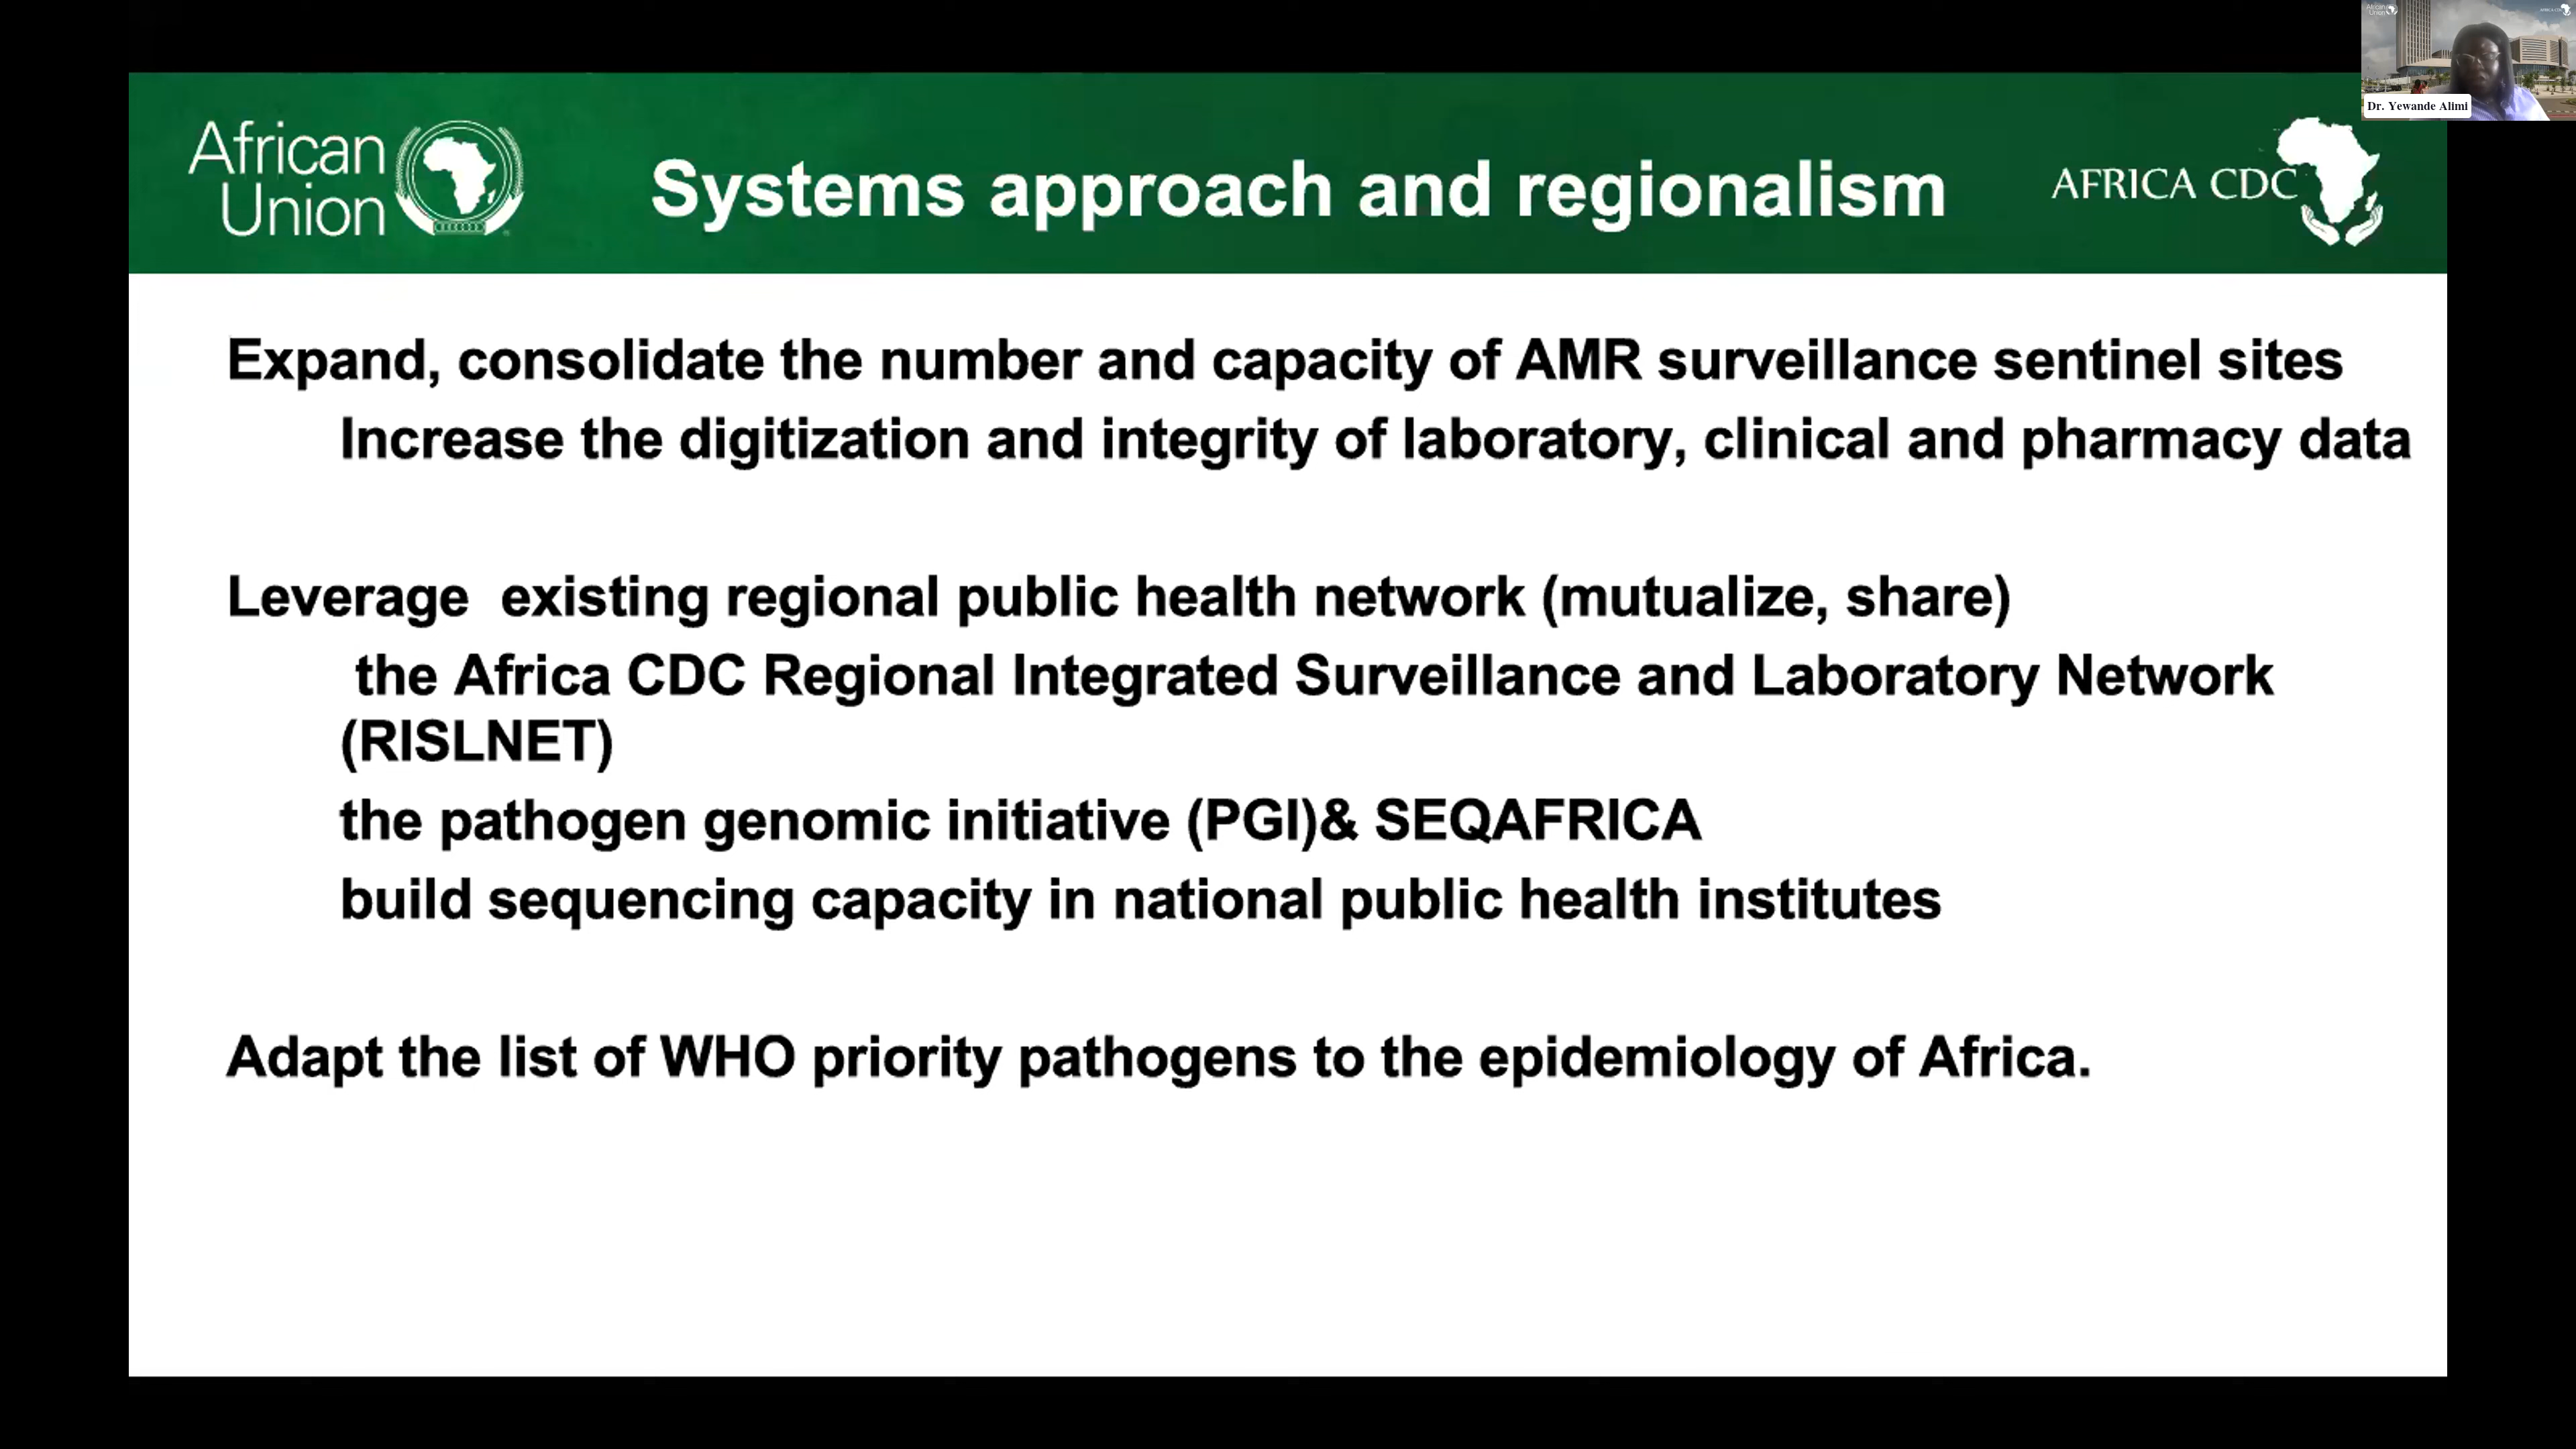 African
Union
Systems approach and regionalism
AFRICA CDC
Dr. Yewande Alimi
Expand, consolidate the number and capacity of AMR surveillance sentinel sites
Increase the digitization and integrity of laboratory, clinical and pharmacy data
Leverage  existing regional public health network (mutualize, share)
the Africa CDC Regional Integrated Surveillance and Laboratory Network
(RISLNET)
the pathogen genomic initiative (PGI)& SEQAFRICA
build sequencing capacity in national public health institutes
Adapt the list of WHO priority pathogens to the epidemiology of Africa.